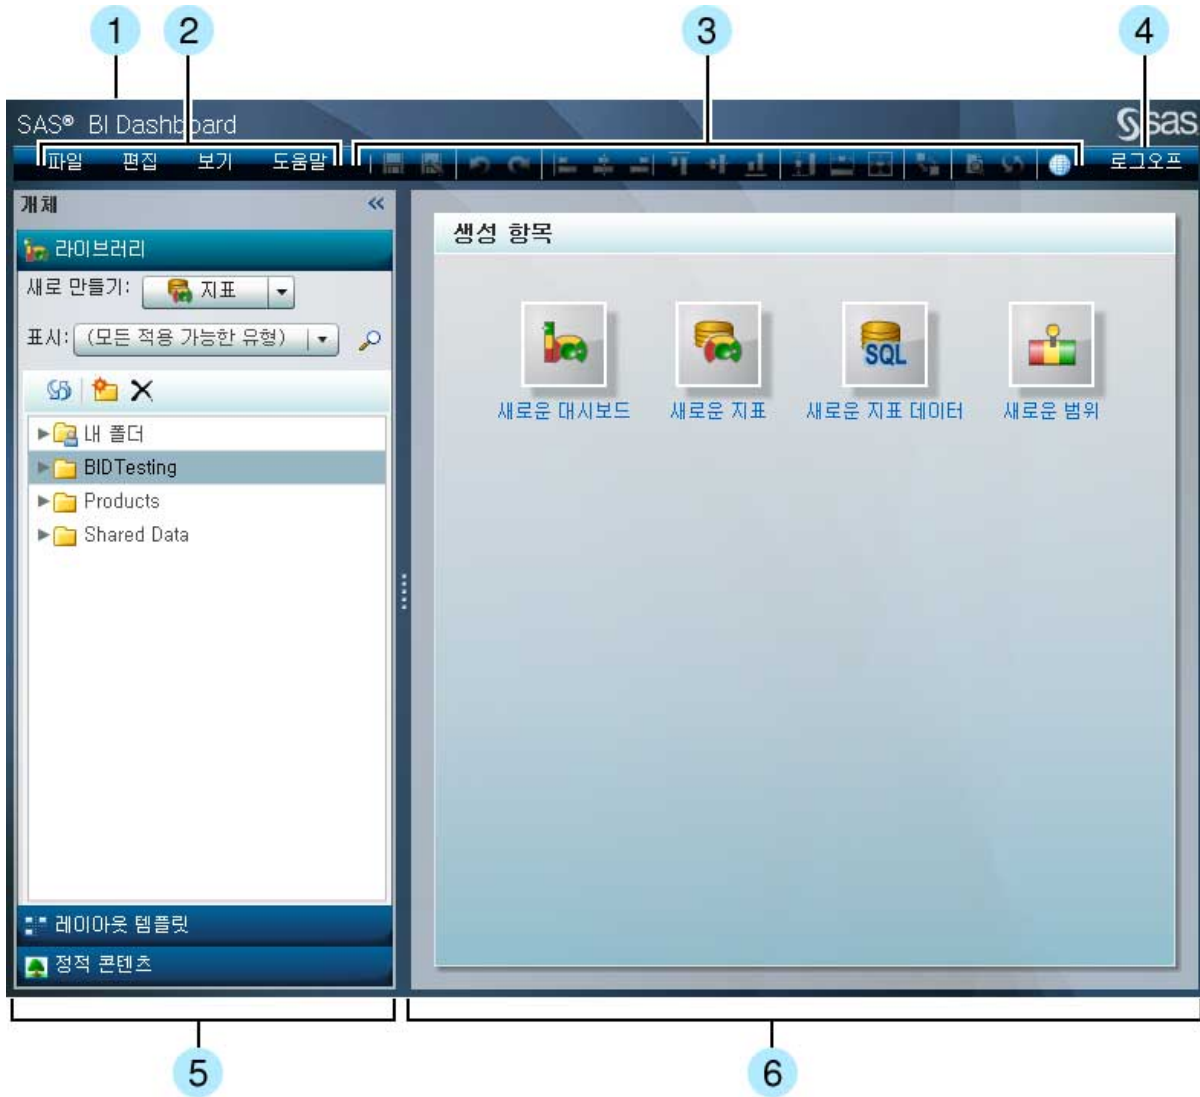 1 2 3 4
SAS® BI Dashboard
sas
파일 편집 보기 도움말 로그오프
개체
라이브러리
새로 만들기: 지표
표시: (모든 적용 가능한 유형)
내 폴더
BIDTesting
Products
Shared Data
레이아웃 템플릿
정적 콘텐츠
생성 항목
SQL
새로운 대시보드 새로운 지표 새로운 지표 데이터 새로운 범위
5 6